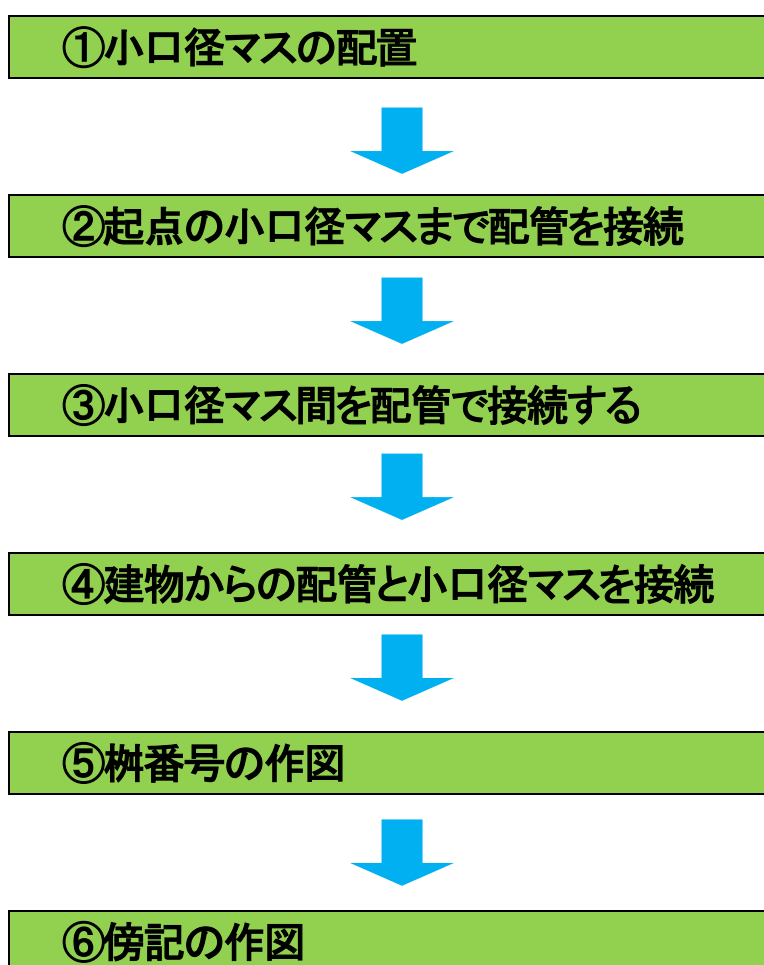 ①小口径マスの配置
②起点の小口径マスまで配管を接続
③小口径マス間を配管で接続する
④建物からの配管と小口径マスを接続
⑤桝番号の作図
⑥傍記の作図